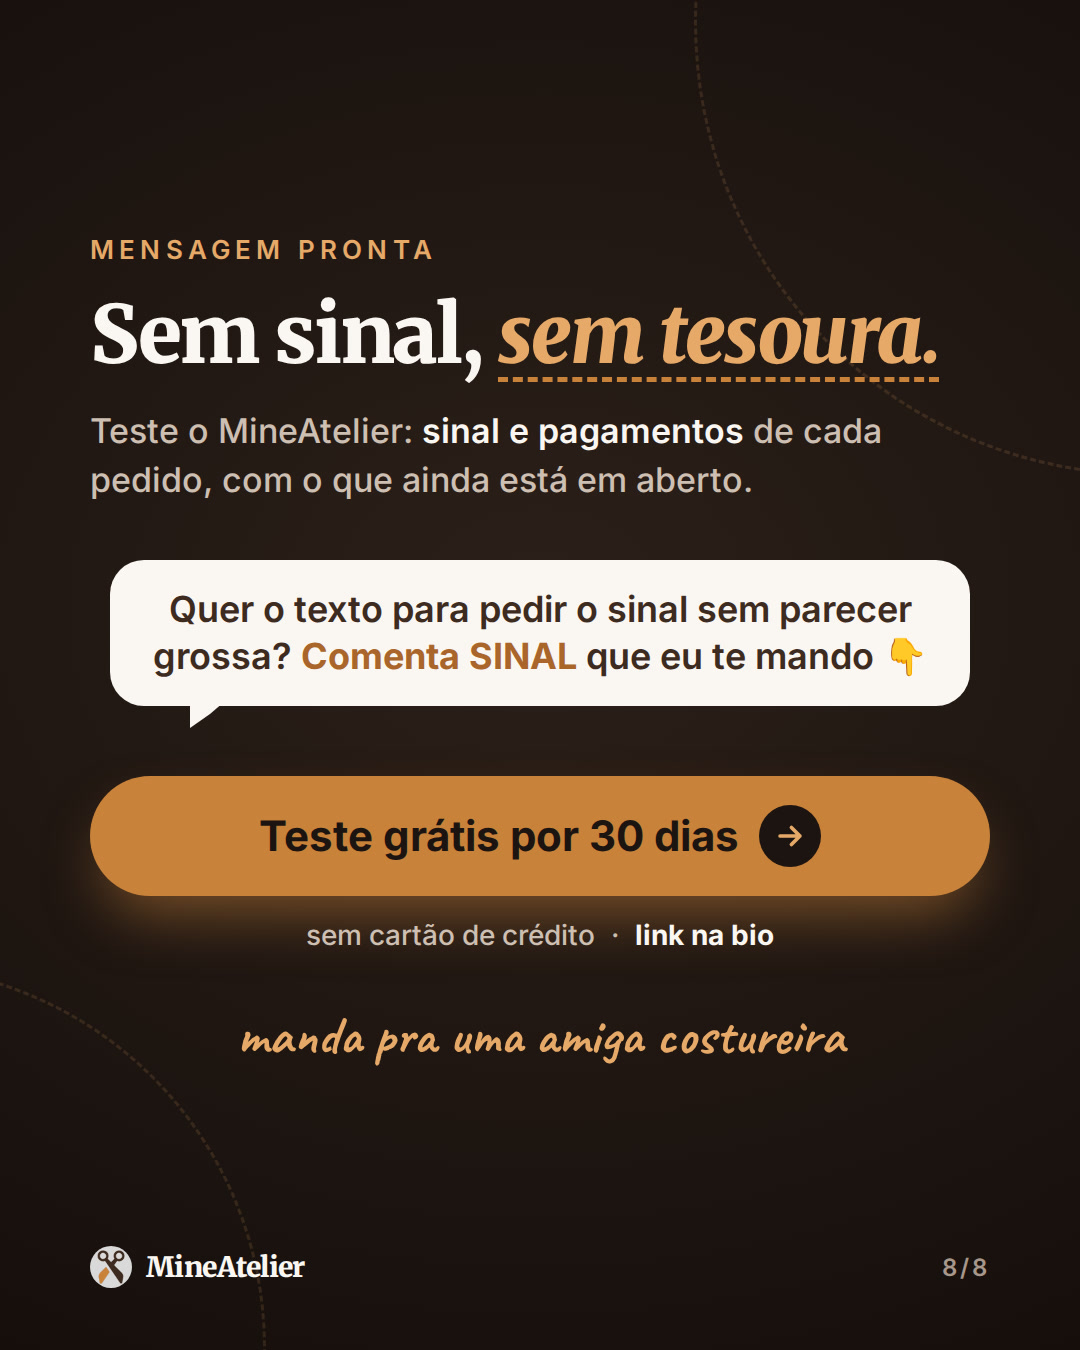 MENSAGEM PRONTA
Sem sinal, sem tesoura.
Teste o MineAtelier: sinal e pagamentos de cada
pedido, com o que ainda está em aberto.
Quer o texto para pedir o sinal sem parecer
grossa? Comenta SINAL que eu te mando 👇
Teste grátis por 30 dias →
sem cartão de crédito · link na bio
manda pra uma amiga costureira
MineAtelier
8/8